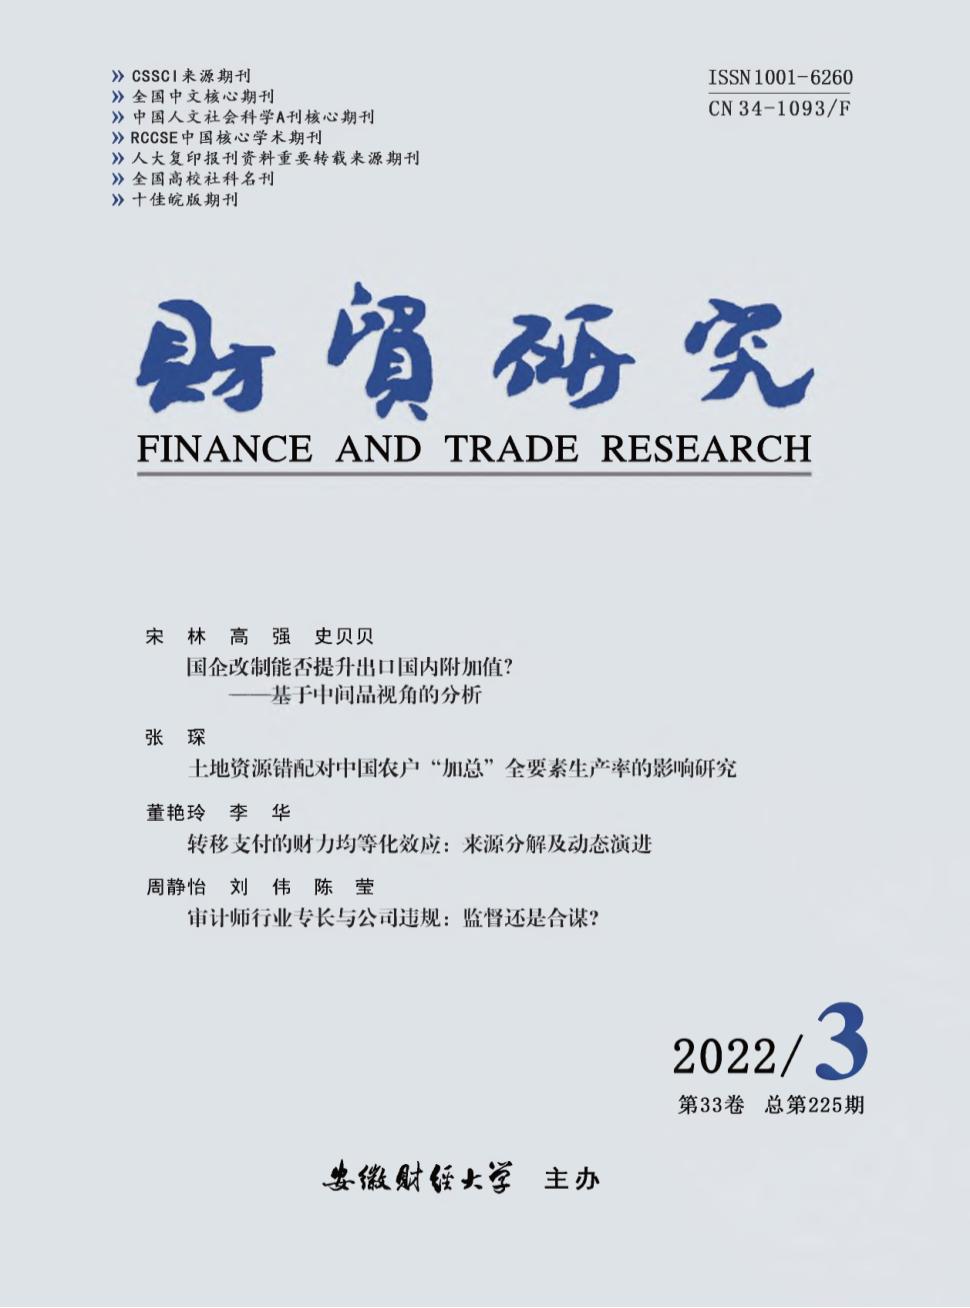 » CSSCI来源期刊
» 全国中文核心期刊
» 中国人文社会科学A刊核心期刊
» RCCSE中国核心学术期刊
» 人大复印报刊资料重要转载来源期刊
» 全国高校社科名刊
» 十佳皖版期刊
ISSN1001-6260
CN 34-1093/F
财贸研究
FINANCE AND TRADE RESEARCH
宋 林 高 强 史贝贝
国企改制能否提升出口国内附加值?
——基于中间品视角的分析
张 琛
土地资源错配对中国农户“加总”全要素生产率的影响研究
董艳玲 李 华
转移支付的财力均等化效应：来源分解及动态演进
周静怡 刘 伟 陈 莹
审计师行业专长与公司违规：监督还是合谋?
2022/3
第33卷 总第225期
安徽财经大学 主办